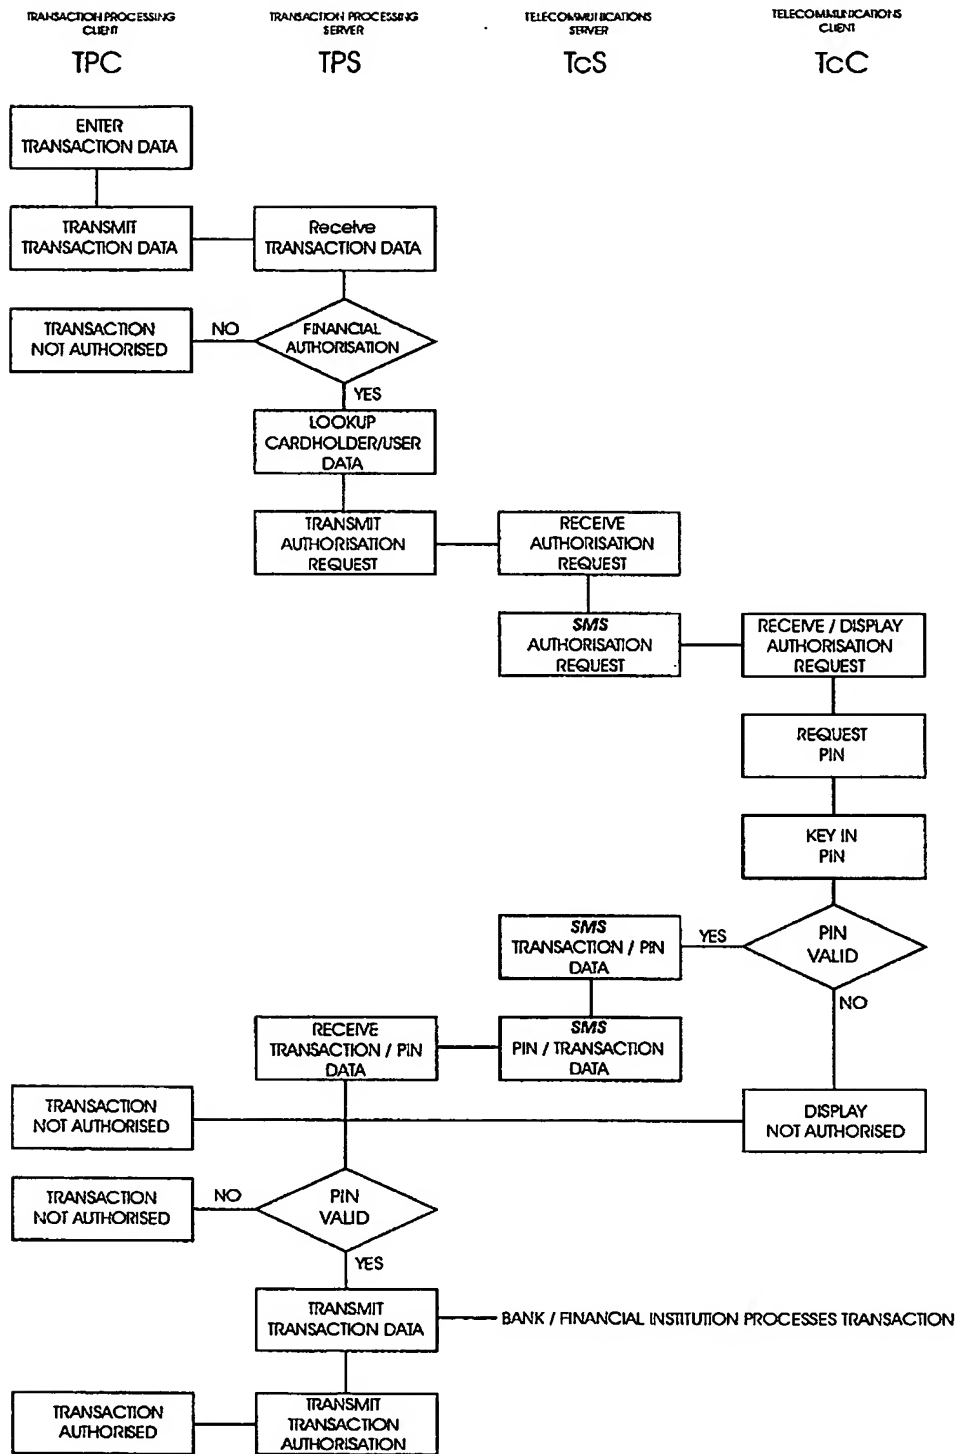 TRANSACTION PROCESSING
CLIENT
TPC
TRANSACTION PROCESSING
SERVER
TPS
TELECOMMUNICATIONS
SERVER
TcS
TELECOMMUNICATIONS
CLIENT
TcC
ENTER
TRANSACTION DATA
TRANSMIT
TRANSACTION DATA
Receive
TRANSACTION DATA
TRANSACTION
NOT AUTHORISED
NO
FINANCIAL
AUTHORISATION
YES
LOOKUP
CARDHOLDER/USER
DATA
TRANSMIT
AUTHORISATION
REQUEST
RECEIVE
AUTHORISATION
REQUEST
SMS
AUTHORISATION
REQUEST
RECEIVE / DISPLAY
AUTHORISATION
REQUEST
REQUEST
PIN
KEY IN
PIN
SMS
TRANSACTION / PIN
DATA
YES
PIN
VALID
NO
RECEIVE
TRANSACTION / PIN
DATA
SMS
PIN / TRANSACTION
DATA
TRANSACTION
NOT AUTHORISED
DISPLAY
NOT AUTHORISED
TRANSACTION
NOT AUTHORISED
NO
PIN
VALID
YES
TRANSMIT
TRANSACTION DATA
BANK / FINANCIAL INSTITUTION PROCESSES TRANSACTION
TRANSACTION
AUTHORISED
TRANSMIT
TRANSACTION
AUTHORISATION